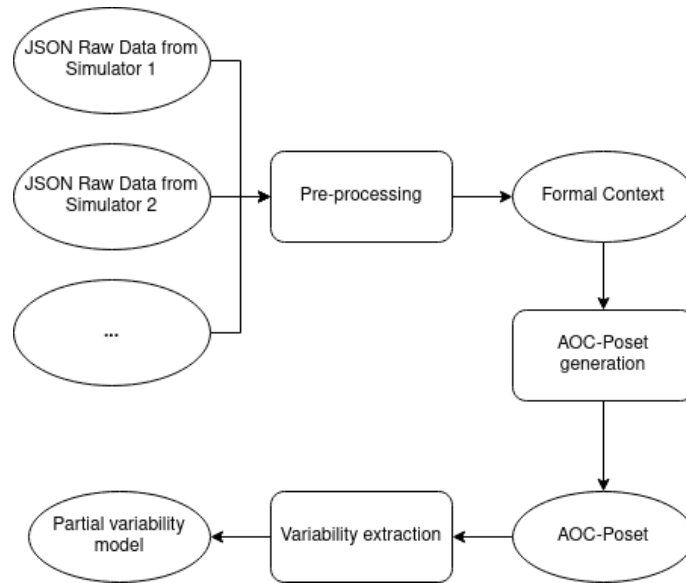 JSON Raw Data from
Simulator 1
JSON Raw Data from
Simulator 2
...
Pre-processing
Formal Context
AOC-Poset
generation
AOC-Poset
Variability extraction
Partial variability
model